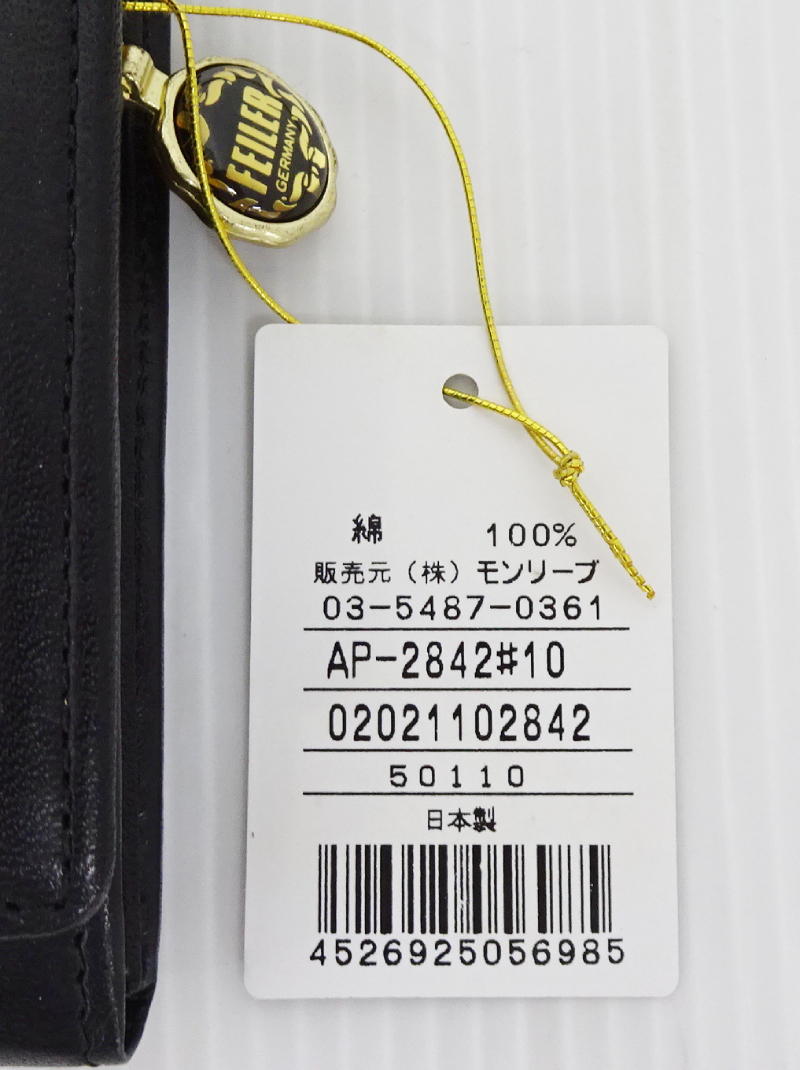 FEILER
GERMANY
綿 100%
販売元（株）モンリーブ
03-5487-0361
AP-2842#10
02021102842
50110
日本製
4526925056985